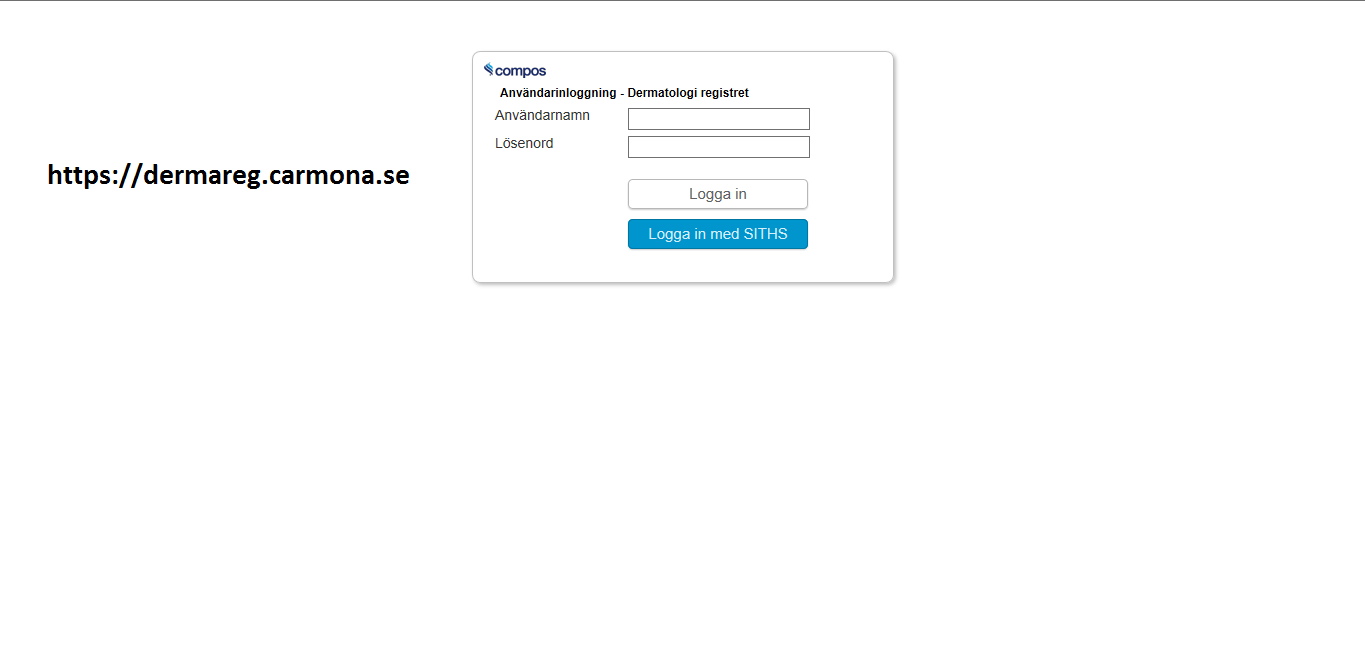 compos
Användarinloggning - Dermatologi registret
Användarnamn
Lösenord
https://dermareg.carmona.se
Logga in
Logga in med SITHS